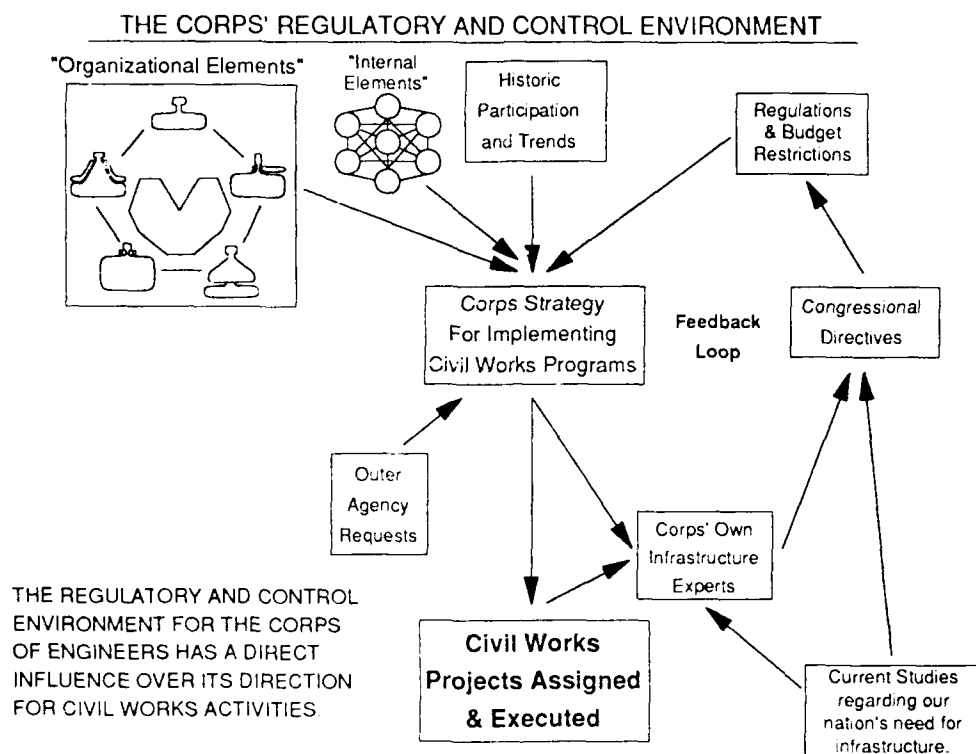 THE CORPS' REGULATORY AND CONTROL ENVIRONMENT
"Organizational Elements"
"Internal
Elements"
Historic
Participation
and Trends
Regulations
& Budget
Restrictions
Corps Strategy
For Implementing
Civil Works Programs
Feedback
Loop
Congressional
Directives
Outer
Agency
Requests
Corps' Own
Infrastructure
Experts
THE REGULATORY AND CONTROL
ENVIRONMENT FOR THE CORPS
OF ENGINEERS HAS A DIRECT
INFLUENCE OVER ITS DIRECTION
FOR CIVIL WORKS ACTIVITIES.
Civil Works
Projects Assigned
& Executed
Current Studies
regarding our
nation's need for
infrastructure.